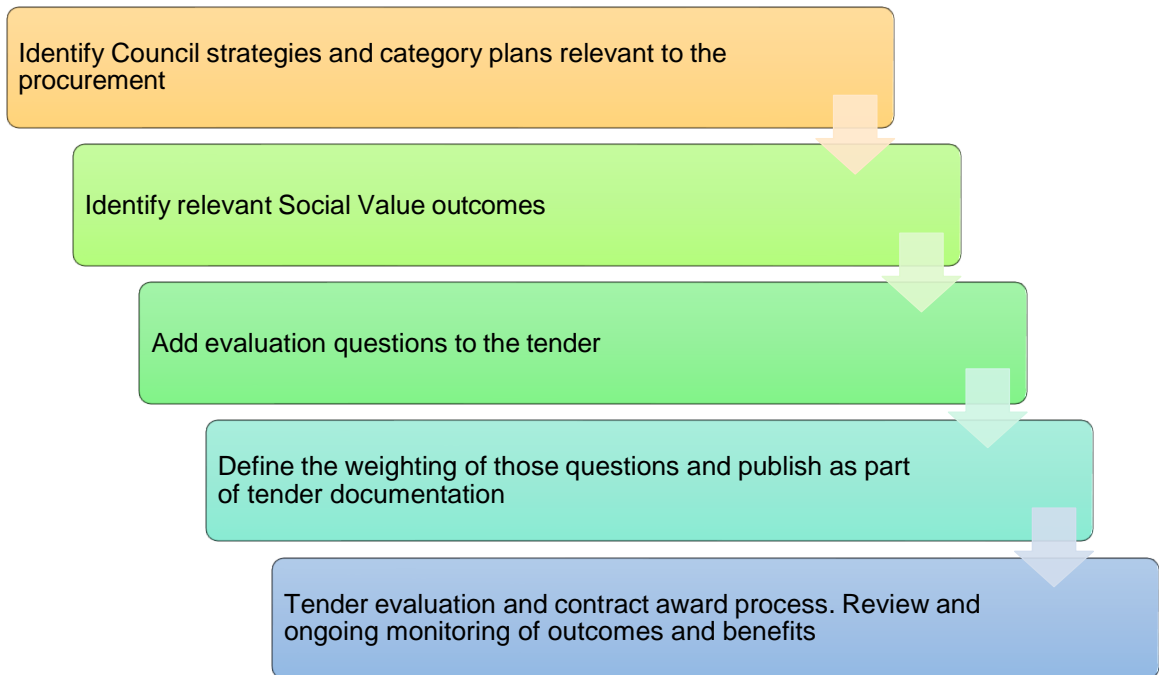 Identify Council strategies and category plans relevant to the
procurement
Identify relevant Social Value outcomes
Add evaluation questions to the tender
Define the weighting of those questions and publish as part
of tender documentation
Tender evaluation and contract award process. Review and
ongoing monitoring of outcomes and benefits